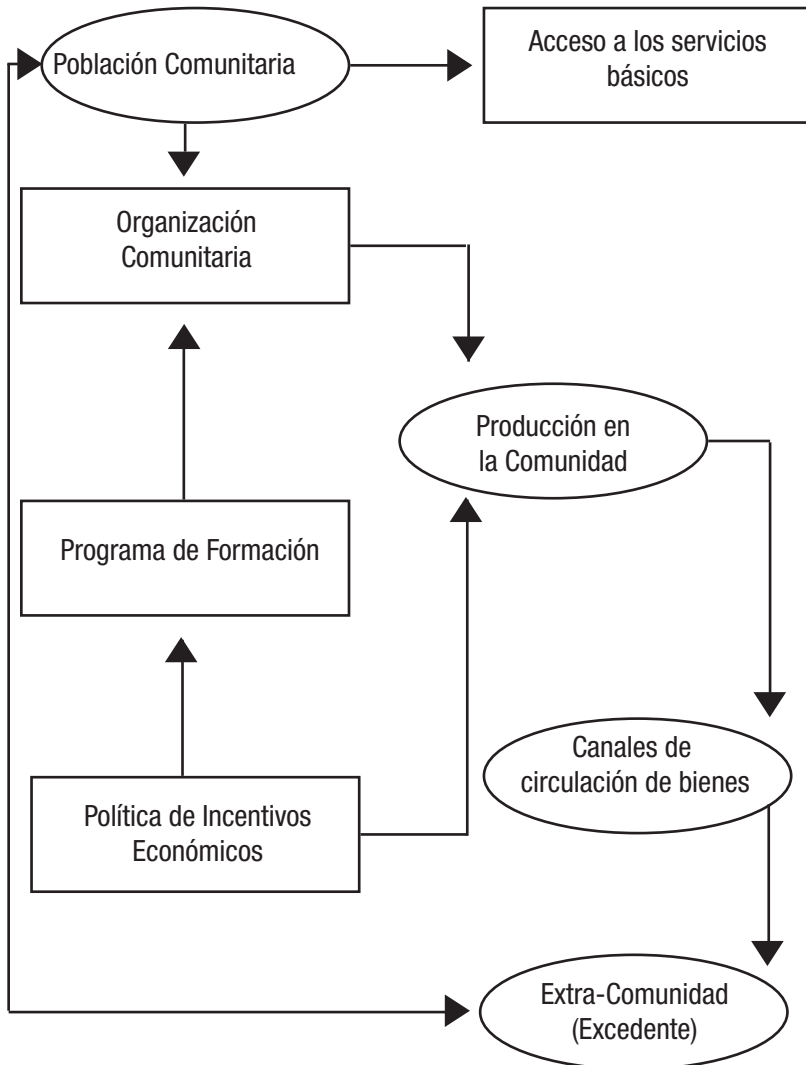 Población Comunitaria
Acceso a los servicios
básicos
Organización
Comunitaria
Producción en
la Comunidad
Programa de Formación
Canales de
circulación de bienes
Política de Incentivos
Económicos
Extra-Comunidad
(Excedente)